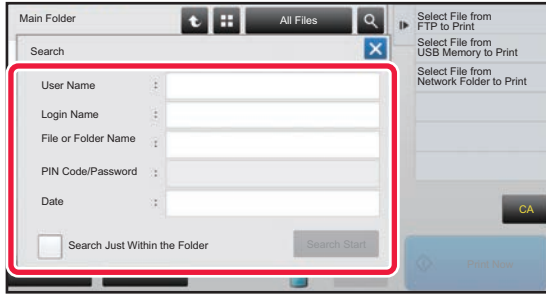 Main Folder
All Files
Select File from
FTP to Print
Select File from
USB Memory to Print
Select File from
Network Folder to Print
Search
User Name :
Login Name :
File or Folder Name :
PIN Code/Password :
Date :
Search Just Within the Folder
Search Start
CA
Print Now